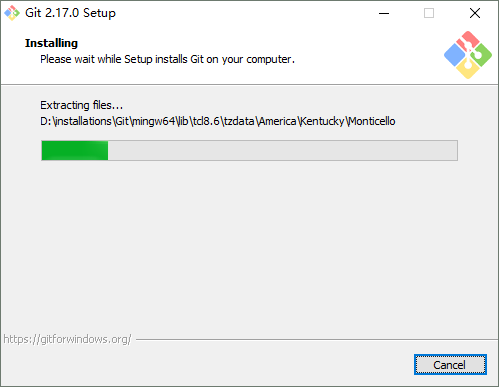 Git 2.17.0 Setup
Installing
Please wait while Setup installs Git on your computer.
Extracting files...
D:\installations\Git\mingw64\lib\tcl8.6\tzdata\America\Kentucky\Monticello
https://gitforwindows.org/
Cancel